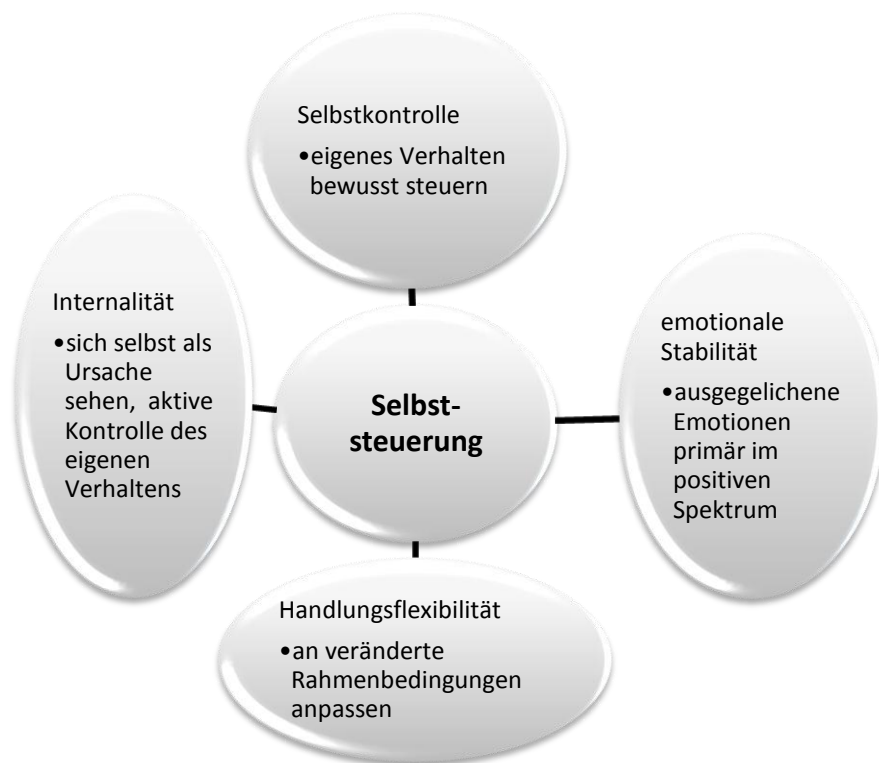 Selbstkontrolle
•eigenes Verhalten
bewusst steuern
Internalität
•sich selbst als
Ursache
sehen, aktive
Kontrolle des
eigenen
Verhaltens
Selbst-
steuerung
emotionale
Stabilität
•ausgegelichene
Emotionen
primär im
positiven
Spektrum
Handlungsflexibilität
•an veränderte
Rahmenbedingungen
anpassen